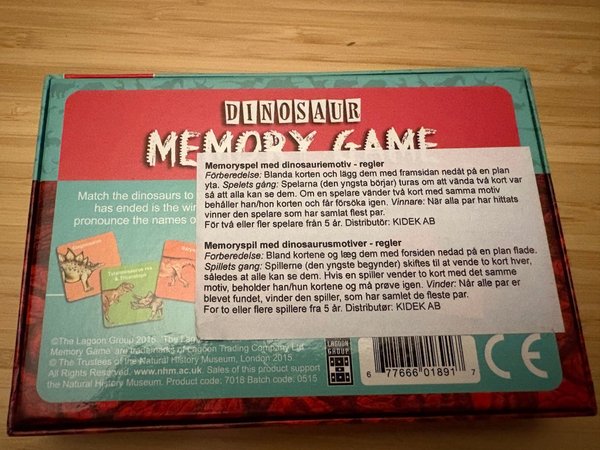 DINOSAUR
MEMORY GAME
Memoryspel med dinosauriemotiv - regler
Förberedelse: Blanda korten och lägg dem med framsidan nedåt på en plan
yta. Spelets gång: Spelarna (den yngsta börjar) turas om att vända två kort var
så att alla kan se dem. Om en spelare vänder två kort med samma motiv
behåller han/hon korten och får försöka igen. Vinnare: När alla par har hittats
vinner den spelare som har samlat flest par.
För två eller fler spelare från 5 år. Distributör: KIDEK AB
Memoryspil med dinosaurusmotiver - regler
Forberedelse: Bland kortene og læg dem med forsiden nedad på en plan flade.
Spillets gang: Spillerne (den yngste begynder) skiftes til at vende to kort hver,
således at alle kan se dem. Hvis en spiller vender to kort med det samme
motiv, beholder han/hun kortene og må prøve igen. Vinder: Når alle par er
blevet fundet, vinder den spiller, som har samlet de fleste par.
For to eller flere spillere fra 5 år. Distributør: KIDEK AB
Match the dinosaurs to
has ended is the win
pronounce the names o
Tyrannosaurus rex
& Triceratops
©The Lagoon Group 2015. The Lag
Memory Game are trademarks of Lagoon Trading Company Ltd.
© The Trustees of the Natural History Museum, London 2015.
All Rights Reserved. www.nhm.ac.uk. Sales of this product support
the Natural History Museum. Product code: 7018 Batch code: 0515
LAGOON
GROUP
6 77666 01891 7
CE